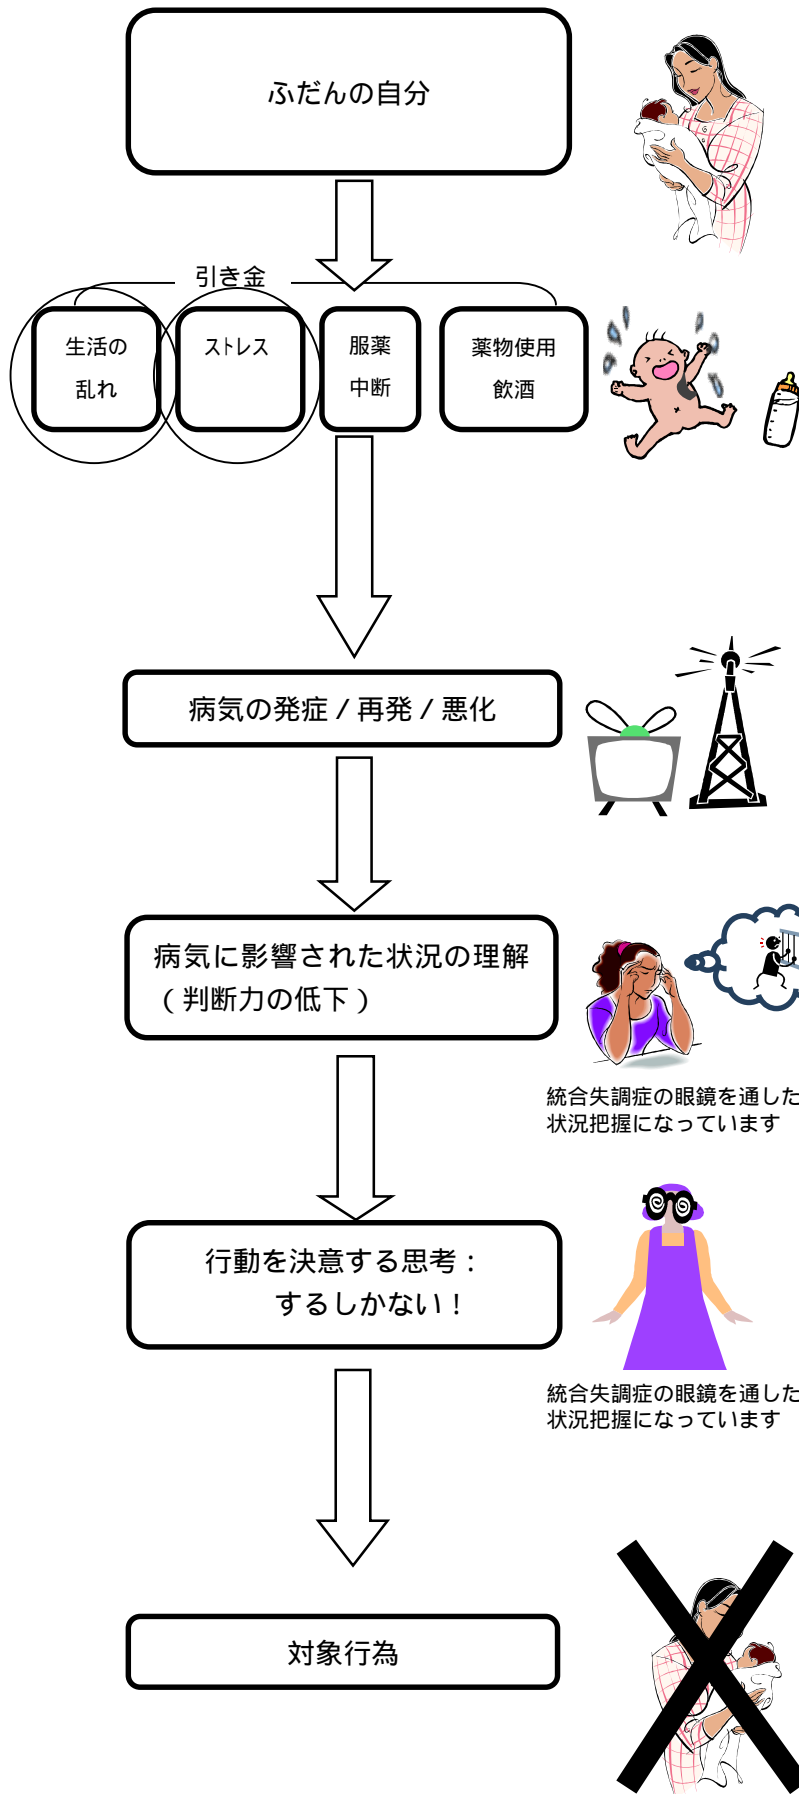 ふだんの自分
引き金
生活の
乱れ
ストレス
服薬
中断
薬物使用
飲酒
病気の発症／再発／悪化
病気に影響された状況の理解
（判断力の低下）
統合失調症の眼鏡を通した
状況把握になっています
行動を決意する思考：
するしかない！
統合失調症の眼鏡を通した
状況把握になっています
対象行為